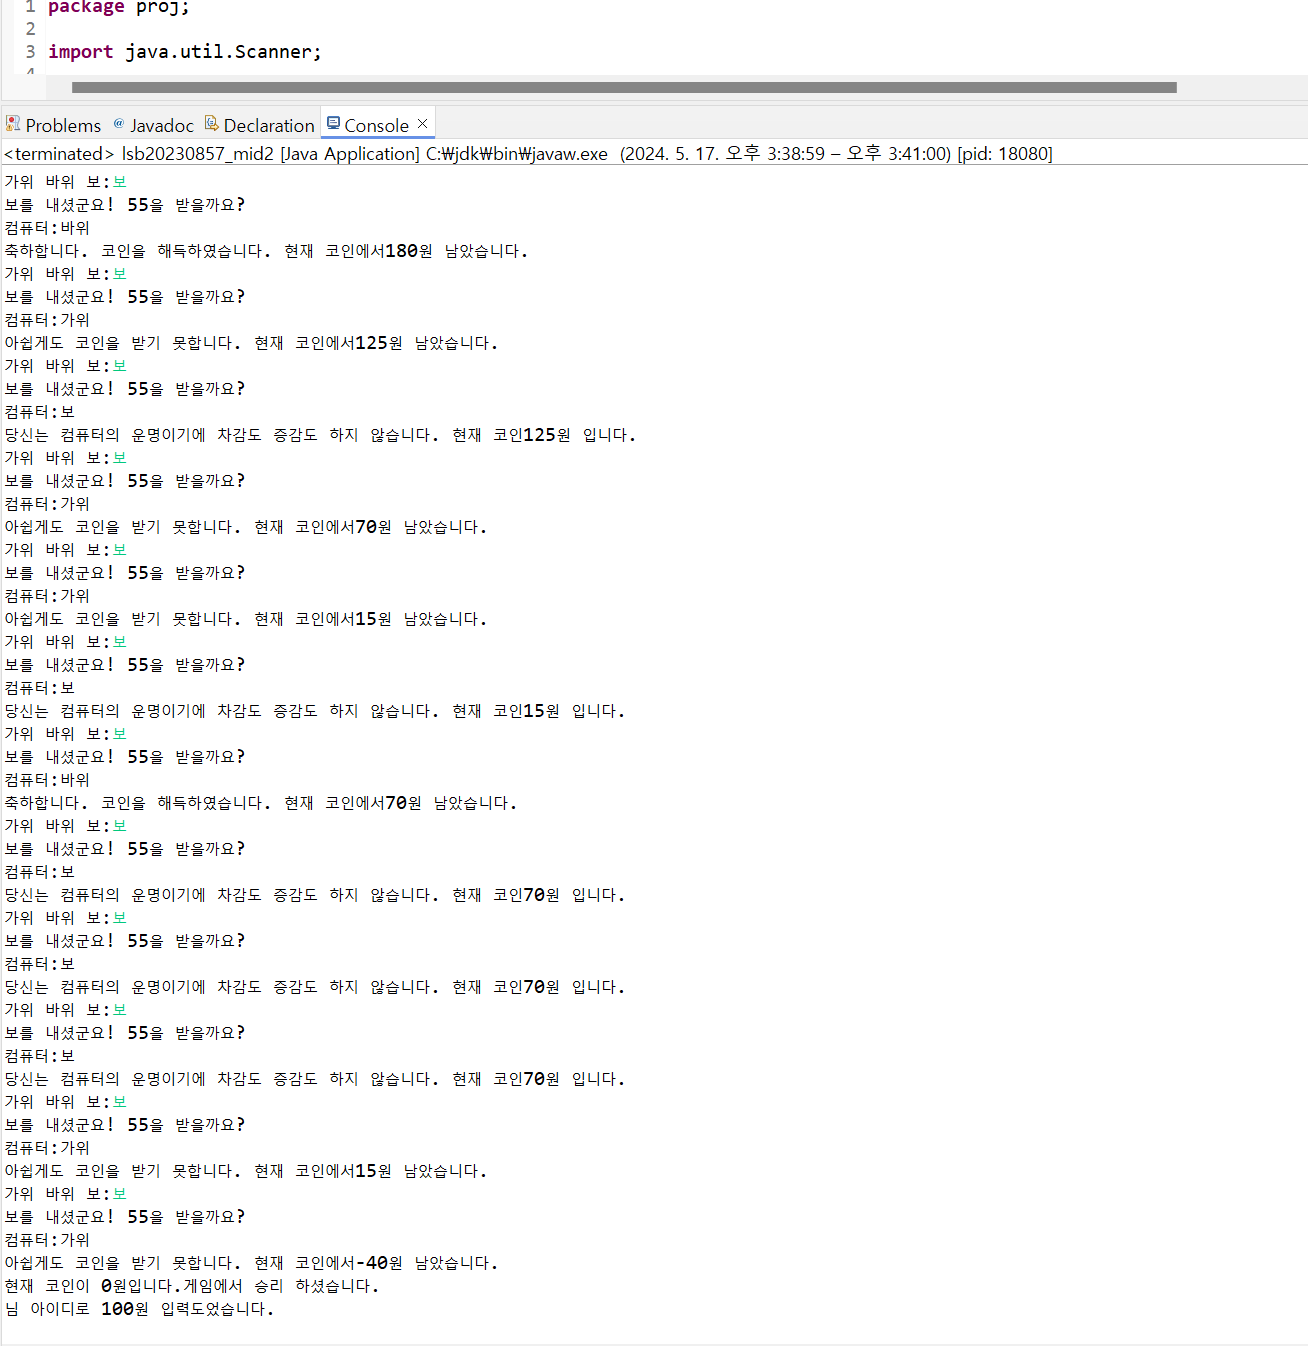 1 package proj;
2
3 import java.util.Scanner;
4
Problems @ Javadoc Declaration Console
<terminated> lsb20230857_mid2 [Java Application] C:₩jdk₩bin₩javaw.exe (2024. 5. 17. 오후 3:38:59 – 오후 3:41:00) [pid: 18080]
가위 바위 보:보
보를 내셨군요! 55을 받을까요?
컴퓨터:바위
축하합니다. 코인을 해득하였습니다. 현재 코인에서180원 남았습니다.
가위 바위 보:보
보를 내셨군요! 55을 받을까요?
컴퓨터:가위
아쉽게도 코인을 받기 못합니다. 현재 코인에서125원 남았습니다.
가위 바위 보:보
보를 내셨군요! 55을 받을까요?
컴퓨터:보
당신는 컴퓨터의 운명이기에 차감도 증감도 하지 않습니다. 현재 코인125원 입니다.
가위 바위 보:보
보를 내셨군요! 55을 받을까요?
컴퓨터:가위
아쉽게도 코인을 받기 못합니다. 현재 코인에서70원 남았습니다.
가위 바위 보:보
보를 내셨군요! 55을 받을까요?
컴퓨터:가위
아쉽게도 코인을 받기 못합니다. 현재 코인에서15원 남았습니다.
가위 바위 보:보
보를 내셨군요! 55을 받을까요?
컴퓨터:보
당신는 컴퓨터의 운명이기에 차감도 증감도 하지 않습니다. 현재 코인15원 입니다.
가위 바위 보:보
보를 내셨군요! 55을 받을까요?
컴퓨터:바위
축하합니다. 코인을 해득하였습니다. 현재 코인에서70원 남았습니다.
가위 바위 보:보
보를 내셨군요! 55을 받을까요?
컴퓨터:보
당신는 컴퓨터의 운명이기에 차감도 증감도 하지 않습니다. 현재 코인70원 입니다.
가위 바위 보:보
보를 내셨군요! 55을 받을까요?
컴퓨터:보
당신는 컴퓨터의 운명이기에 차감도 증감도 하지 않습니다. 현재 코인70원 입니다.
가위 바위 보:보
보를 내셨군요! 55을 받을까요?
컴퓨터:보
당신는 컴퓨터의 운명이기에 차감도 증감도 하지 않습니다. 현재 코인70원 입니다.
가위 바위 보:보
보를 내셨군요! 55을 받을까요?
컴퓨터:가위
아쉽게도 코인을 받기 못합니다. 현재 코인에서15원 남았습니다.
가위 바위 보:보
보를 내셨군요! 55을 받을까요?
컴퓨터:가위
아쉽게도 코인을 받기 못합니다. 현재 코인에서-40원 남았습니다.
현재 코인이 0원입니다.게임에서 승리 하셨습니다.
님 아이디로 100원 입력도었습니다.